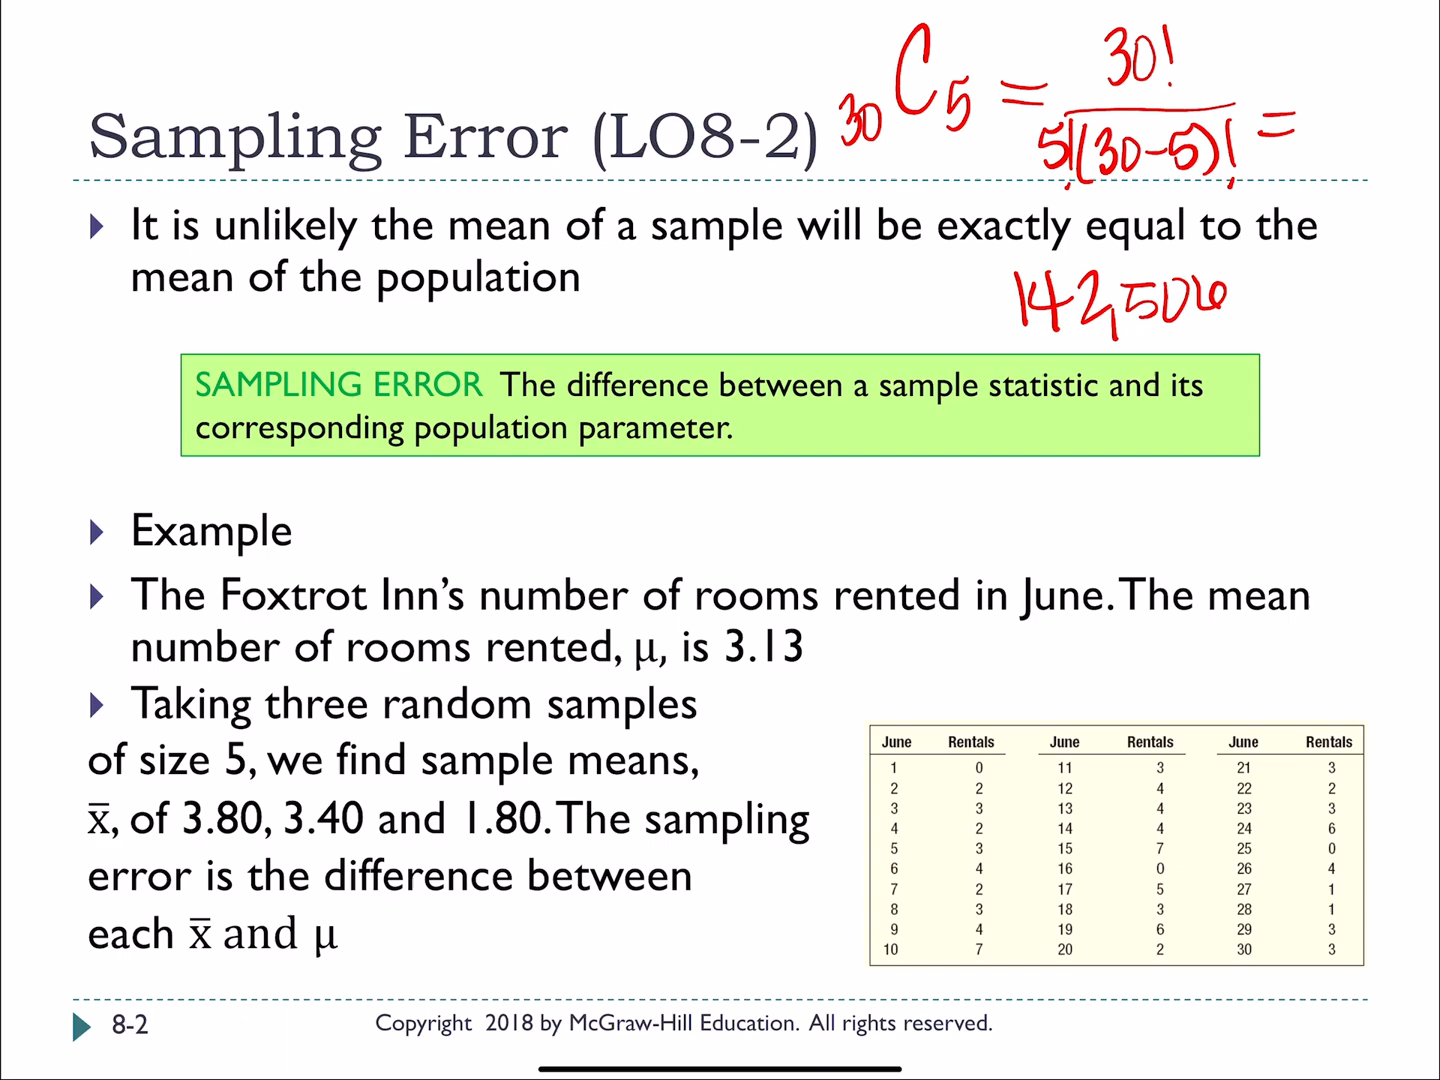 30C5 = 30! / 5!(30-5)! =
Sampling Error (LO8-2)
It is unlikely the mean of a sample will be exactly equal to the
mean of the population
142,506
SAMPLING ERROR The difference between a sample statistic and its
corresponding population parameter.
Example
The Foxtrot Inn's number of rooms rented in June. The mean
number of rooms rented, µ, is 3.13
Taking three random samples
of size 5, we find sample means,
x̅, of 3.80, 3.40 and 1.80. The sampling
error is the difference between
each x̅ and µ
June Rentals June Rentals June Rentals
1 0 11 3 21 3
2 2 12 4 22 2
3 3 13 4 23 3
4 2 14 4 24 6
5 3 15 7 25 0
6 4 16 0 26 4
7 2 17 5 27 1
8 3 18 3 28 1
9 4 19 6 29 3
10 7 20 2 30 3
8-2
Copyright 2018 by McGraw-Hill Education. All rights reserved.